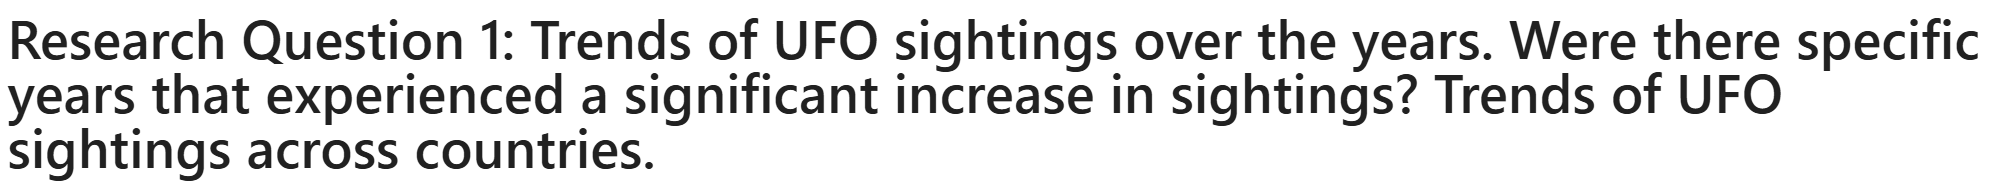 Research Question 1: Trends of UFO sightings over the years. Were there specific
years that experienced a significant increase in sightings? Trends of UFO
sightings across countries.